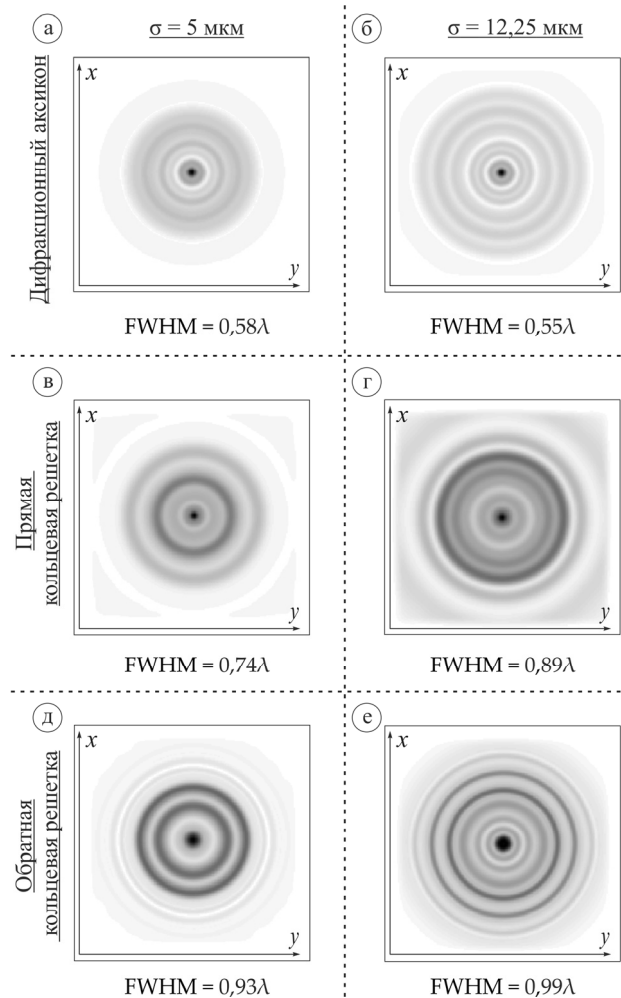 а
σ = 5 мкм
б
σ = 12,25 мкм
Дифракционный аксикон
x
y
x
y
FWHM = 0,58λ
FWHM = 0,55λ
в
г
Прямая
кольцевая решетка
x
y
x
y
FWHM = 0,74λ
FWHM = 0,89λ
д
е
Обратная
кольцевая решетка
x
y
x
y
FWHM = 0,93λ
FWHM = 0,99λ